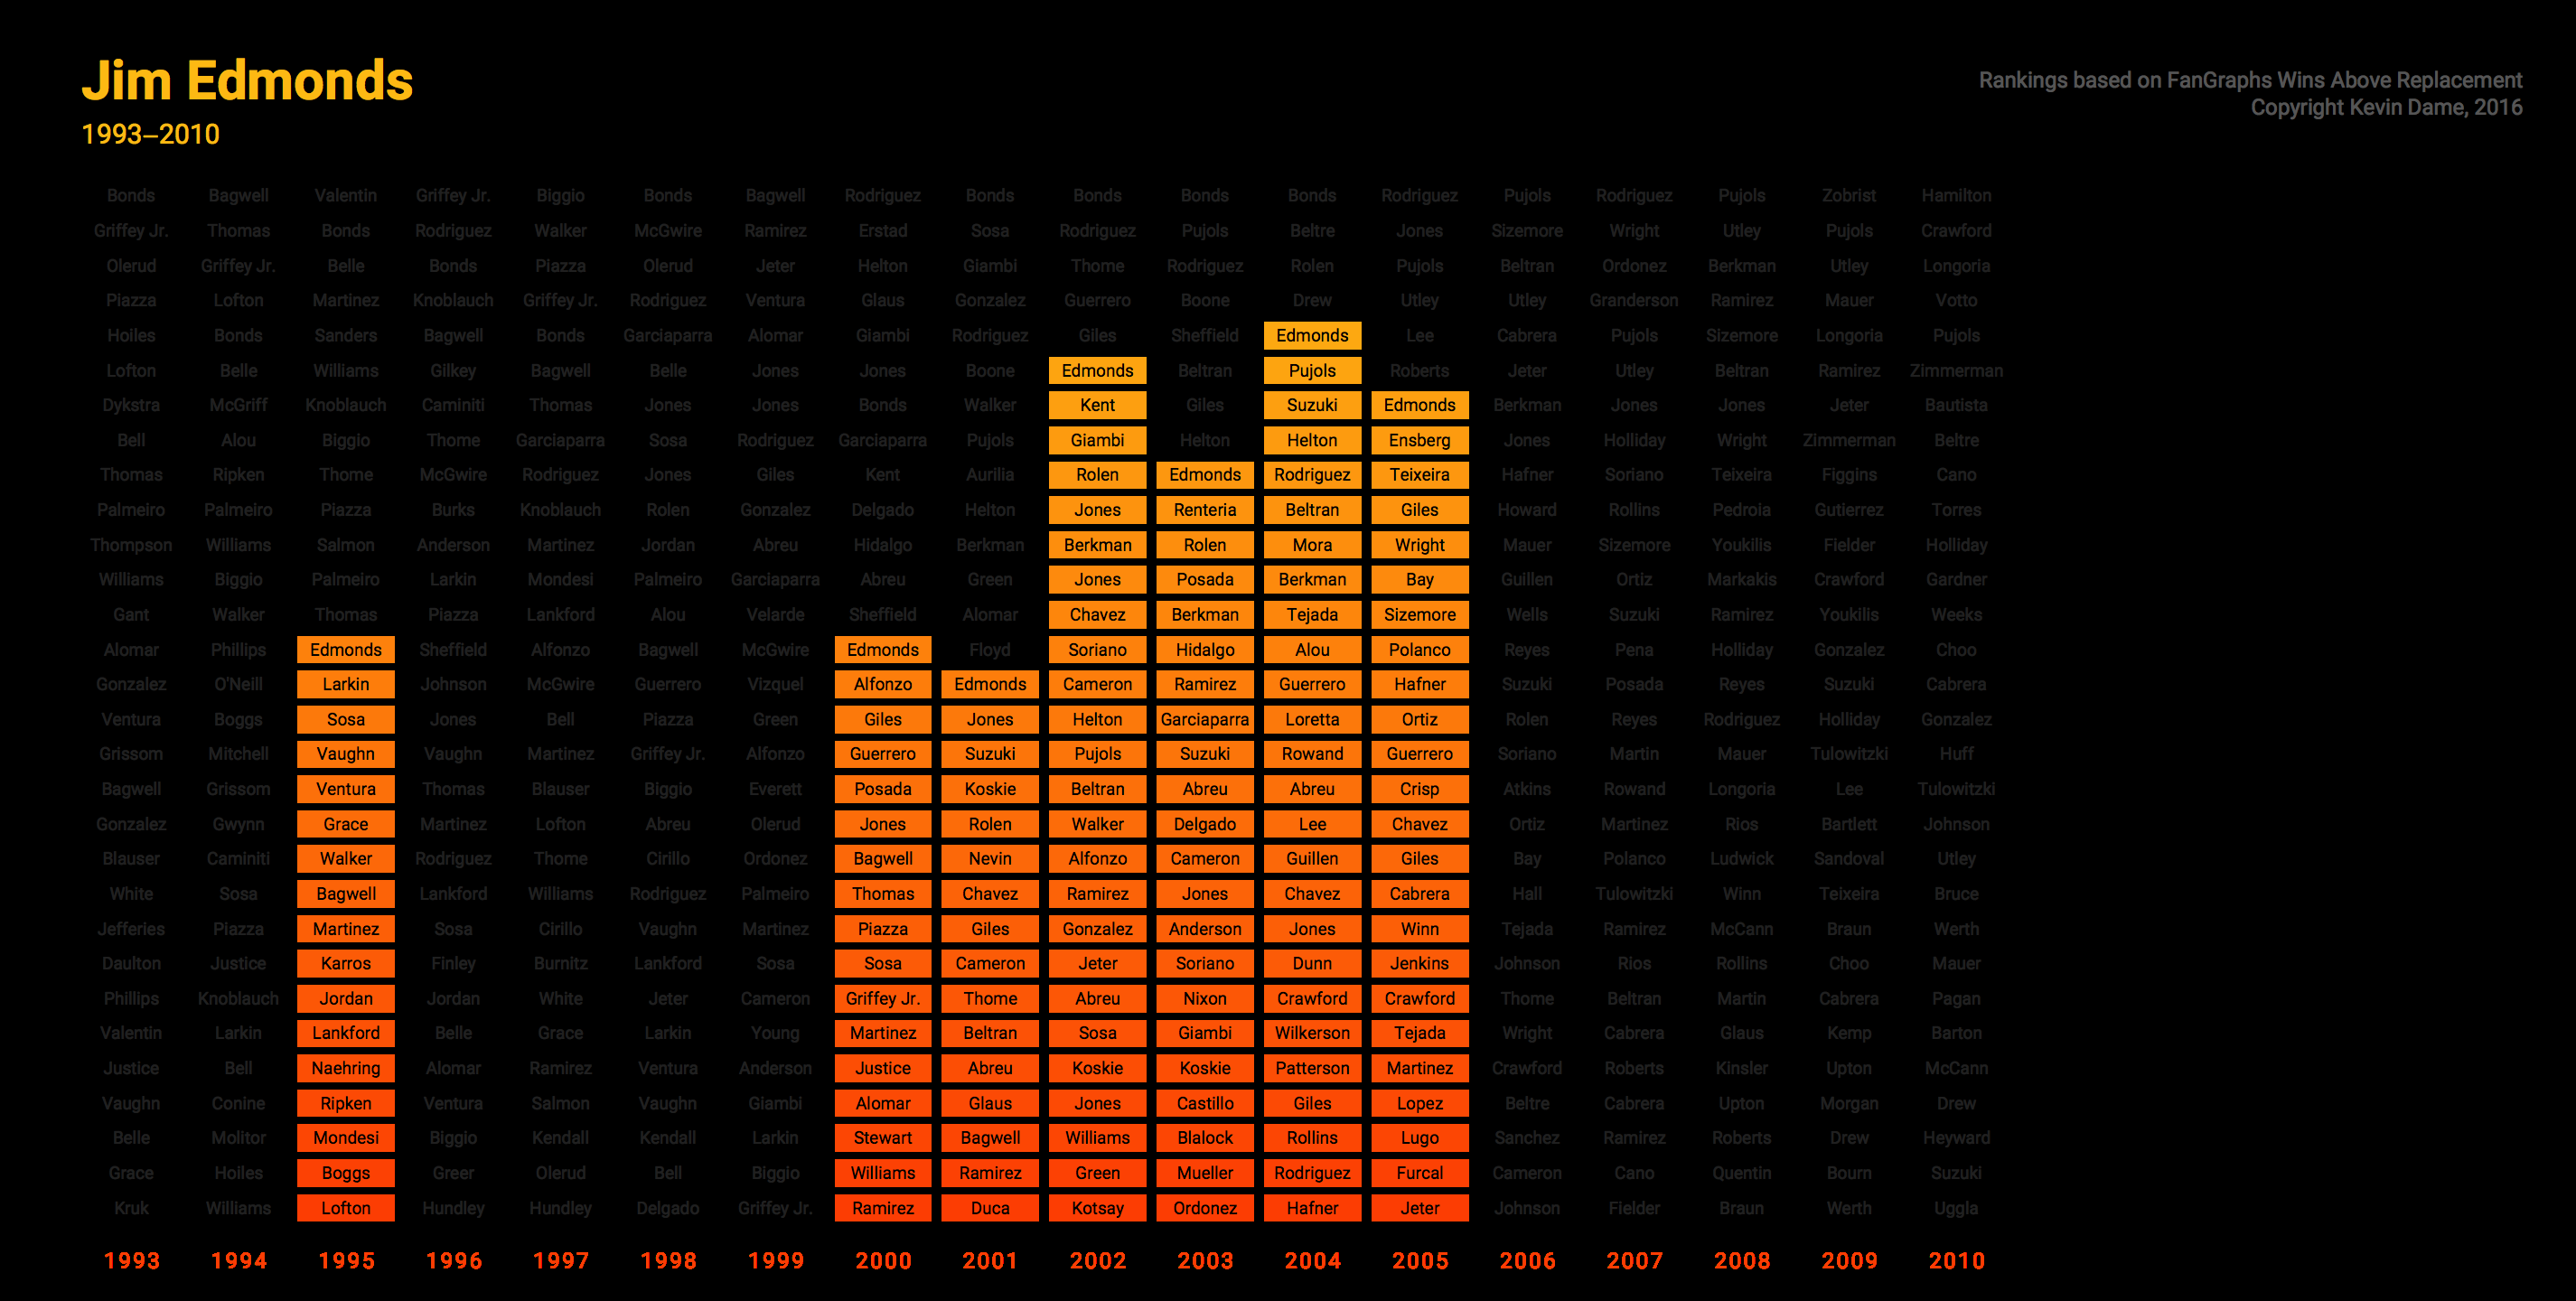 Jim Edmonds
1993–2010
Rankings based on FanGraphs Wins Above Replacement
Copyright Kevin Dame, 2016
Bonds Bagwell Valentin Griffey Jr. Biggio Bonds Bagwell Rodriguez Bonds Bonds Bonds Bonds Rodriguez Pujols Rodriguez Pujols Zobrist Hamilton
Griffey Jr. Thomas Bonds Rodriguez Walker McGwire Ramirez Erstad Sosa Rodriguez Pujols Beltre Jones Sizemore Wright Utley Pujols Crawford
Olerud Griffey Jr. Belle Bonds Piazza Olerud Jeter Helton Giambi Thome Rodriguez Rolen Pujols Beltran Ordonez Berkman Utley Longoria
Piazza Lofton Martinez Knoblauch Griffey Jr. Rodriguez Ventura Glaus Gonzalez Guerrero Boone Drew Utley Utley Granderson Ramirez Mauer Votto
Hoiles Bonds Sanders Bagwell Bonds Garciaparra Alomar Giambi Rodriguez Giles Sheffield Edmonds Lee Cabrera Pujols Sizemore Longoria Pujols
Lofton Belle Williams Gilkey Bagwell Belle Jones Jones Boone Edmonds Beltran Pujols Roberts Jeter Utley Beltran Ramirez Zimmerman
Dykstra McGriff Knoblauch Caminiti Thomas Jones Jones Bonds Walker Kent Giles Suzuki Edmonds Berkman Jones Jones Jeter Bautista
Bell Alou Biggio Thome Garciaparra Sosa Rodriguez Garciaparra Pujols Giambi Helton Helton Ensberg Jones Holliday Wright Zimmerman Beltre
Thomas Ripken Thome McGwire Rodriguez Jones Giles Kent Aurilia Rolen Edmonds Rodriguez Teixeira Hafner Soriano Teixeira Figgins Cano
Palmeiro Palmeiro Piazza Burks Knoblauch Rolen Gonzalez Delgado Helton Jones Renteria Beltran Giles Howard Rollins Pedroia Gutierrez Torres
Thompson Williams Salmon Anderson Martinez Jordan Abreu Hidalgo Berkman Berkman Rolen Mora Wright Mauer Sizemore Youkilis Fielder Holliday
Williams Biggio Palmeiro Larkin Mondesi Palmeiro Garciaparra Abreu Green Jones Posada Berkman Bay Guillen Ortiz Markakis Crawford Gardner
Gant Walker Thomas Piazza Lankford Alou Velarde Sheffield Alomar Chavez Berkman Tejada Sizemore Wells Suzuki Ramirez Youkilis Weeks
Alomar Phillips Edmonds Sheffield Alfonzo Bagwell McGwire Edmonds Floyd Soriano Hidalgo Alou Polanco Reyes Pena Holliday Gonzalez Choo
Gonzalez O'Neill Larkin Johnson McGwire Guerrero Vizquel Alfonzo Edmonds Cameron Ramirez Guerrero Hafner Suzuki Posada Reyes Suzuki Cabrera
Ventura Boggs Sosa Jones Bell Piazza Green Giles Jones Helton Garciaparra Loretta Ortiz Rolen Reyes Rodriguez Holliday Gonzalez
Grissom Mitchell Vaughn Vaughn Martinez Griffey Jr. Alfonzo Guerrero Suzuki Pujols Suzuki Rowand Guerrero Soriano Martin Mauer Tulowitzki Huff
Bagwell Grissom Ventura Thomas Blauser Biggio Everett Posada Koskie Beltran Abreu Abreu Crisp Atkins Rowand Longoria Lee Tulowitzki
Gonzalez Gwynn Grace Martinez Lofton Abreu Olerud Jones Rolen Walker Delgado Lee Chavez Ortiz Martinez Rios Bartlett Johnson
Blauser Caminiti Walker Rodriguez Thome Cirillo Ordonez Bagwell Nevin Alfonzo Cameron Guillen Giles Bay Polanco Ludwick Sandoval Utley
White Sosa Bagwell Lankford Williams Rodriguez Palmeiro Thomas Chavez Ramirez Jones Chavez Cabrera Hall Tulowitzki Winn Teixeira Bruce
Jefferies Piazza Martinez Sosa Cirillo Vaughn Martinez Piazza Giles Gonzalez Anderson Jones Winn Tejada Ramirez McCann Braun Werth
Daulton Justice Karros Finley Burnitz Lankford Sosa Sosa Cameron Jeter Soriano Dunn Jenkins Johnson Rios Rollins Choo Mauer
Phillips Knoblauch Jordan Jordan White Jeter Cameron Griffey Jr. Thome Abreu Nixon Crawford Crawford Thome Beltran Martin Cabrera Pagan
Valentin Larkin Lankford Belle Grace Larkin Young Martinez Beltran Sosa Giambi Wilkerson Tejada Wright Cabrera Glaus Kemp Barton
Justice Bell Naehring Alomar Ramirez Ventura Anderson Justice Abreu Koskie Koskie Patterson Martinez Crawford Roberts Kinsler Upton McCann
Vaughn Conine Ripken Ventura Salmon Vaughn Giambi Alomar Glaus Jones Castillo Giles Lopez Beltre Cabrera Upton Morgan Drew
Belle Molitor Mondesi Biggio Kendall Kendall Larkin Stewart Bagwell Williams Blalock Rollins Lugo Sanchez Ramirez Roberts Drew Heyward
Grace Hoiles Boggs Greer Olerud Bell Biggio Williams Ramirez Green Mueller Rodriguez Furcal Cameron Cano Quentin Bourn Suzuki
Kruk Williams Lofton Hundley Hundley Delgado Griffey Jr. Ramirez Duca Kotsay Ordonez Hafner Jeter Johnson Fielder Braun Werth Uggla
1993 1994 1995 1996 1997 1998 1999 2000 2001 2002 2003 2004 2005 2006 2007 2008 2009 2010